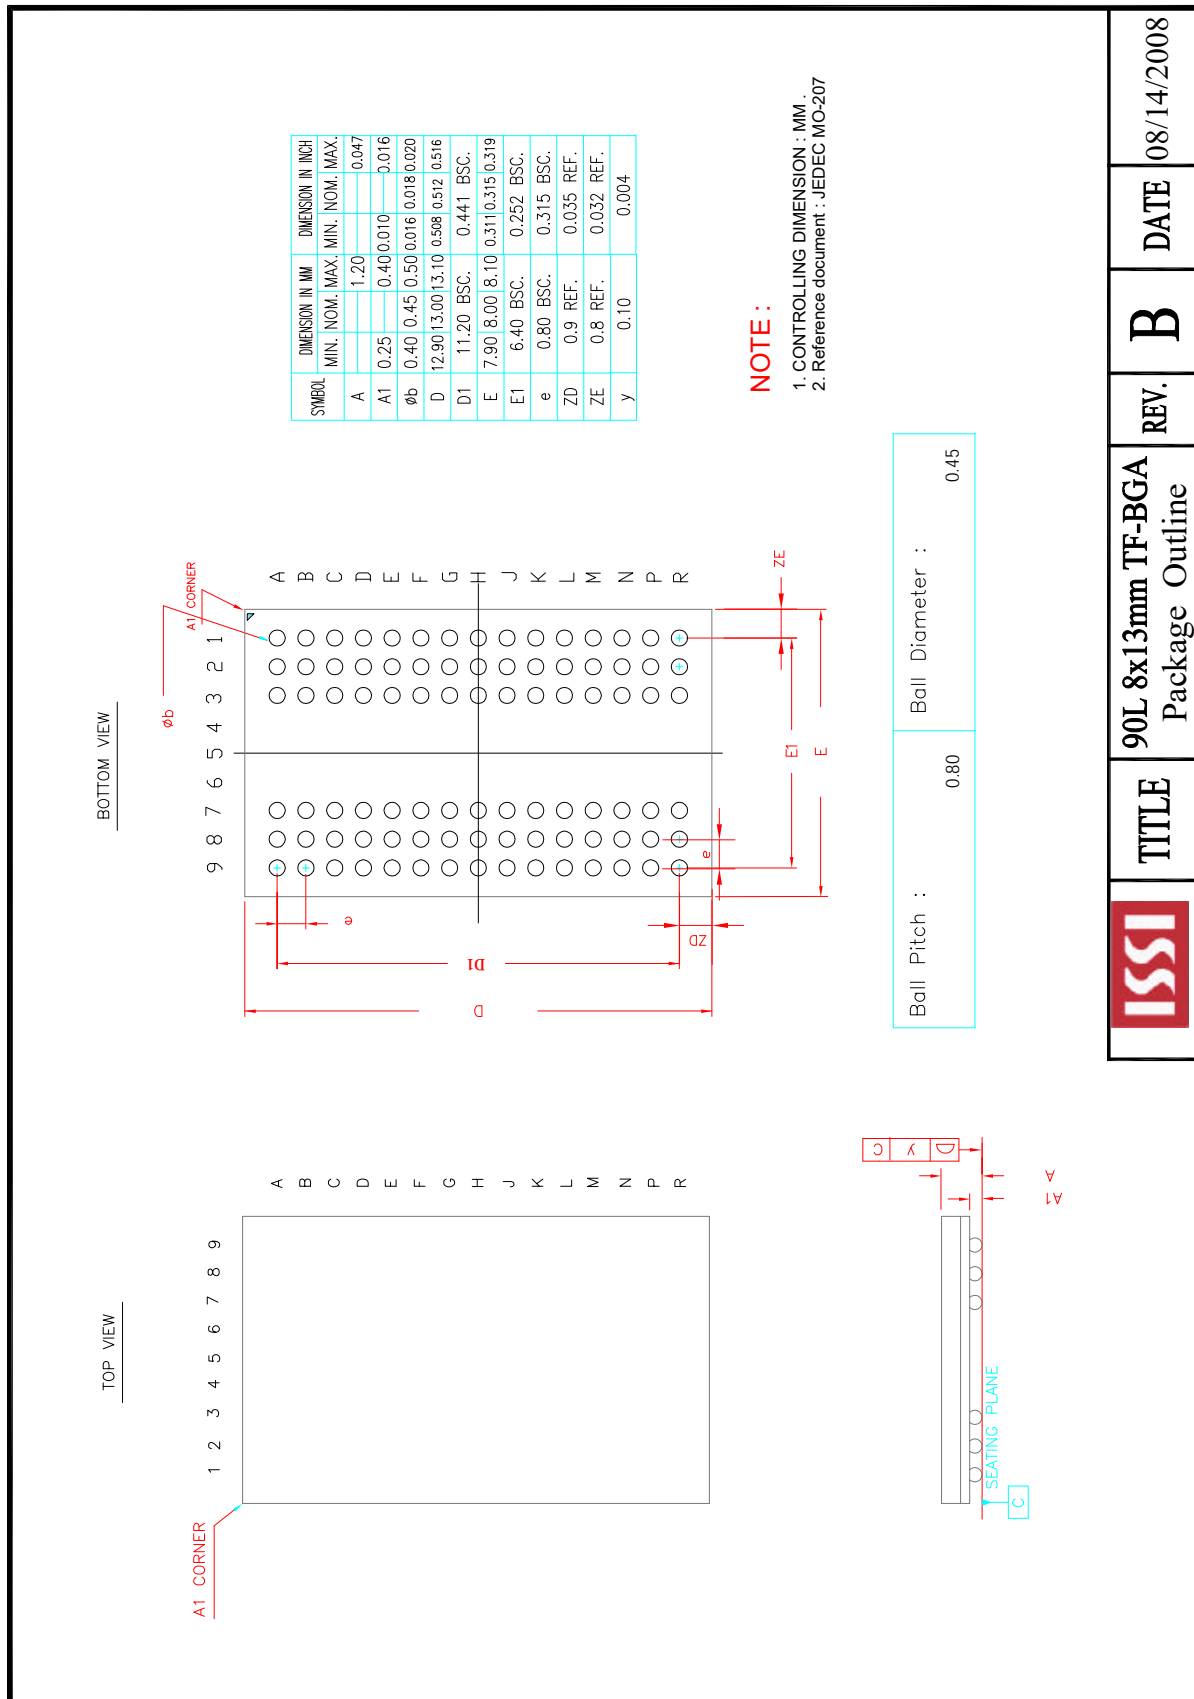 TOP VIEW
A1 CORNER
1 2 3 4 5 6 7 8 9
A
B
C
D
E
F
G
H
J
K
L
M
N
P
R
SEATING PLANE
C
A1
A
D y C
BOTTOM VIEW
Øb
A1 CORNER
9 8 7 6 5 4 3 2 1
A
B
C
D
E
F
G
H
J
K
L
M
N
P
R
e
D1
D
ZD
e
E1
E
ZE
SYMBOL DIMENSION IN MM DIMENSION IN INCH
MIN. NOM. MAX. MIN. NOM. MAX.
A 1.20 0.047
A1 0.25 0.40 0.010 0.016
Øb 0.40 0.45 0.50 0.016 0.018 0.020
D 12.90 13.00 13.10 0.508 0.512 0.516
D1 11.20 BSC. 0.441 BSC.
E 7.90 8.00 8.10 0.311 0.315 0.319
E1 6.40 BSC. 0.252 BSC.
e 0.80 BSC. 0.315 BSC.
ZD 0.9 REF. 0.035 REF.
ZE 0.8 REF. 0.032 REF.
y 0.10 0.004
NOTE :
1. CONTROLLING DIMENSION : MM .
2. Reference document : JEDEC MO-207
Ball Pitch : 0.80 Ball Diameter : 0.45
ISSI
TITLE
90L 8x13mm TF-BGA
Package Outline
REV.
B
DATE
08/14/2008